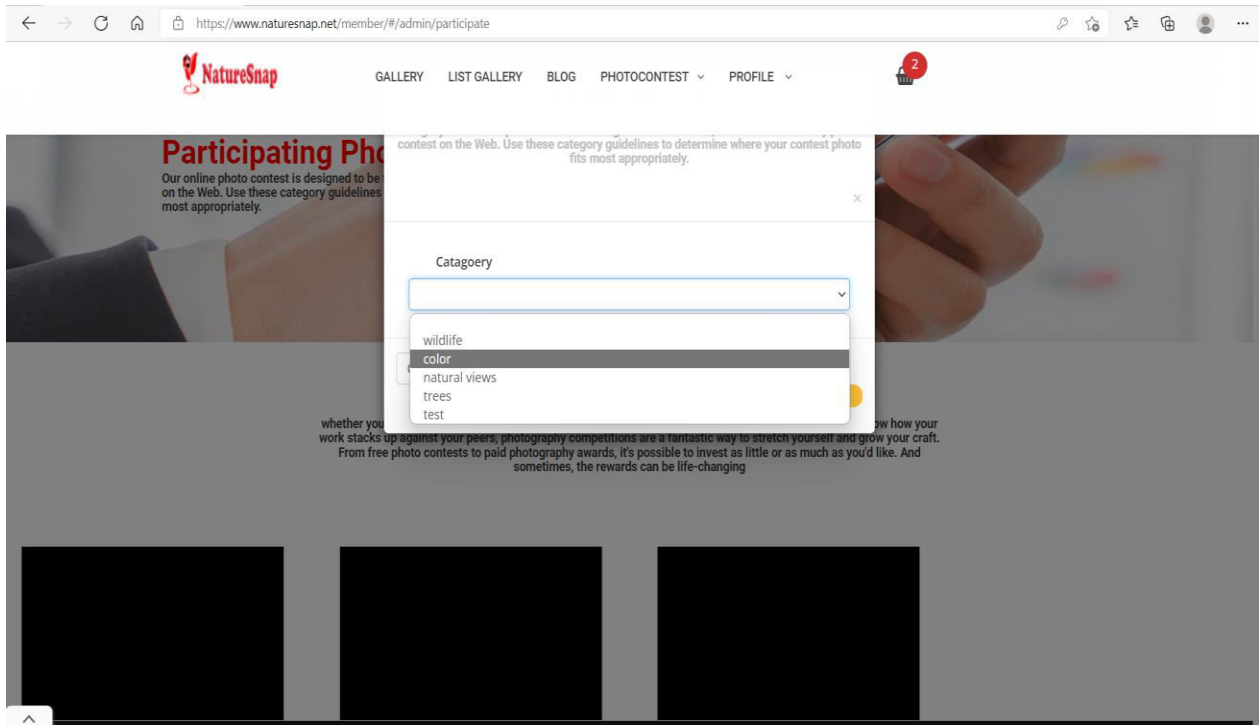 https://www.naturesnap.net/member/#/admin/participate
NatureSnap
GALLERY LIST GALLERY BLOG PHOTOCONTEST PROFILE
2
contest on the Web. Use these category guidelines to determine where your contest photo
fits most appropriately.
×
Participating Pho
Our online photo contest is designed to be
on the Web. Use these category guidelines
most appropriately.
Catagoery
wildlife
color
natural views
trees
test
whether you
ow how your
work stacks up against your peers, photography competitions are a fantastic way to stretch yourself and grow your craft.
From free photo contests to paid photography awards, it's possible to invest as little or as much as you'd like. And
sometimes, the rewards can be life-changing